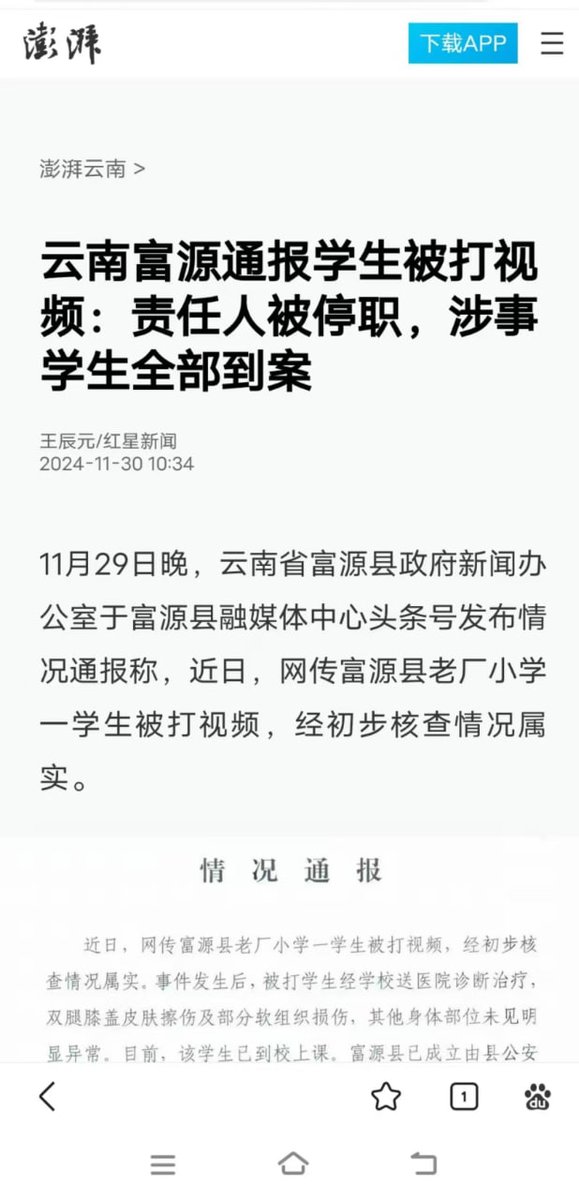 澎湃
下载APP
澎湃云南 >
云南富源通报学生被打视
频：责任人被停职，涉事
学生全部到案
王辰元/红星新闻
2024-11-30 10:34
11月29日晚，云南省富源县政府新闻办
公室于富源县融媒体中心头条号发布情
况通报称，近日，网传富源县老厂小学
一学生被打视频，经初步核查情况属
实。
情况通报
近日，网传富源县老厂小学一学生被打视频，经初步核
查情况属实。事件发生后，被打学生经学校送医院诊断治疗，
双腿膝盖皮肤擦伤及部分软组织损伤，其他身体部位未见明
显异常。目前，该学生已到校上课。富源县已成立由县公安
1
du